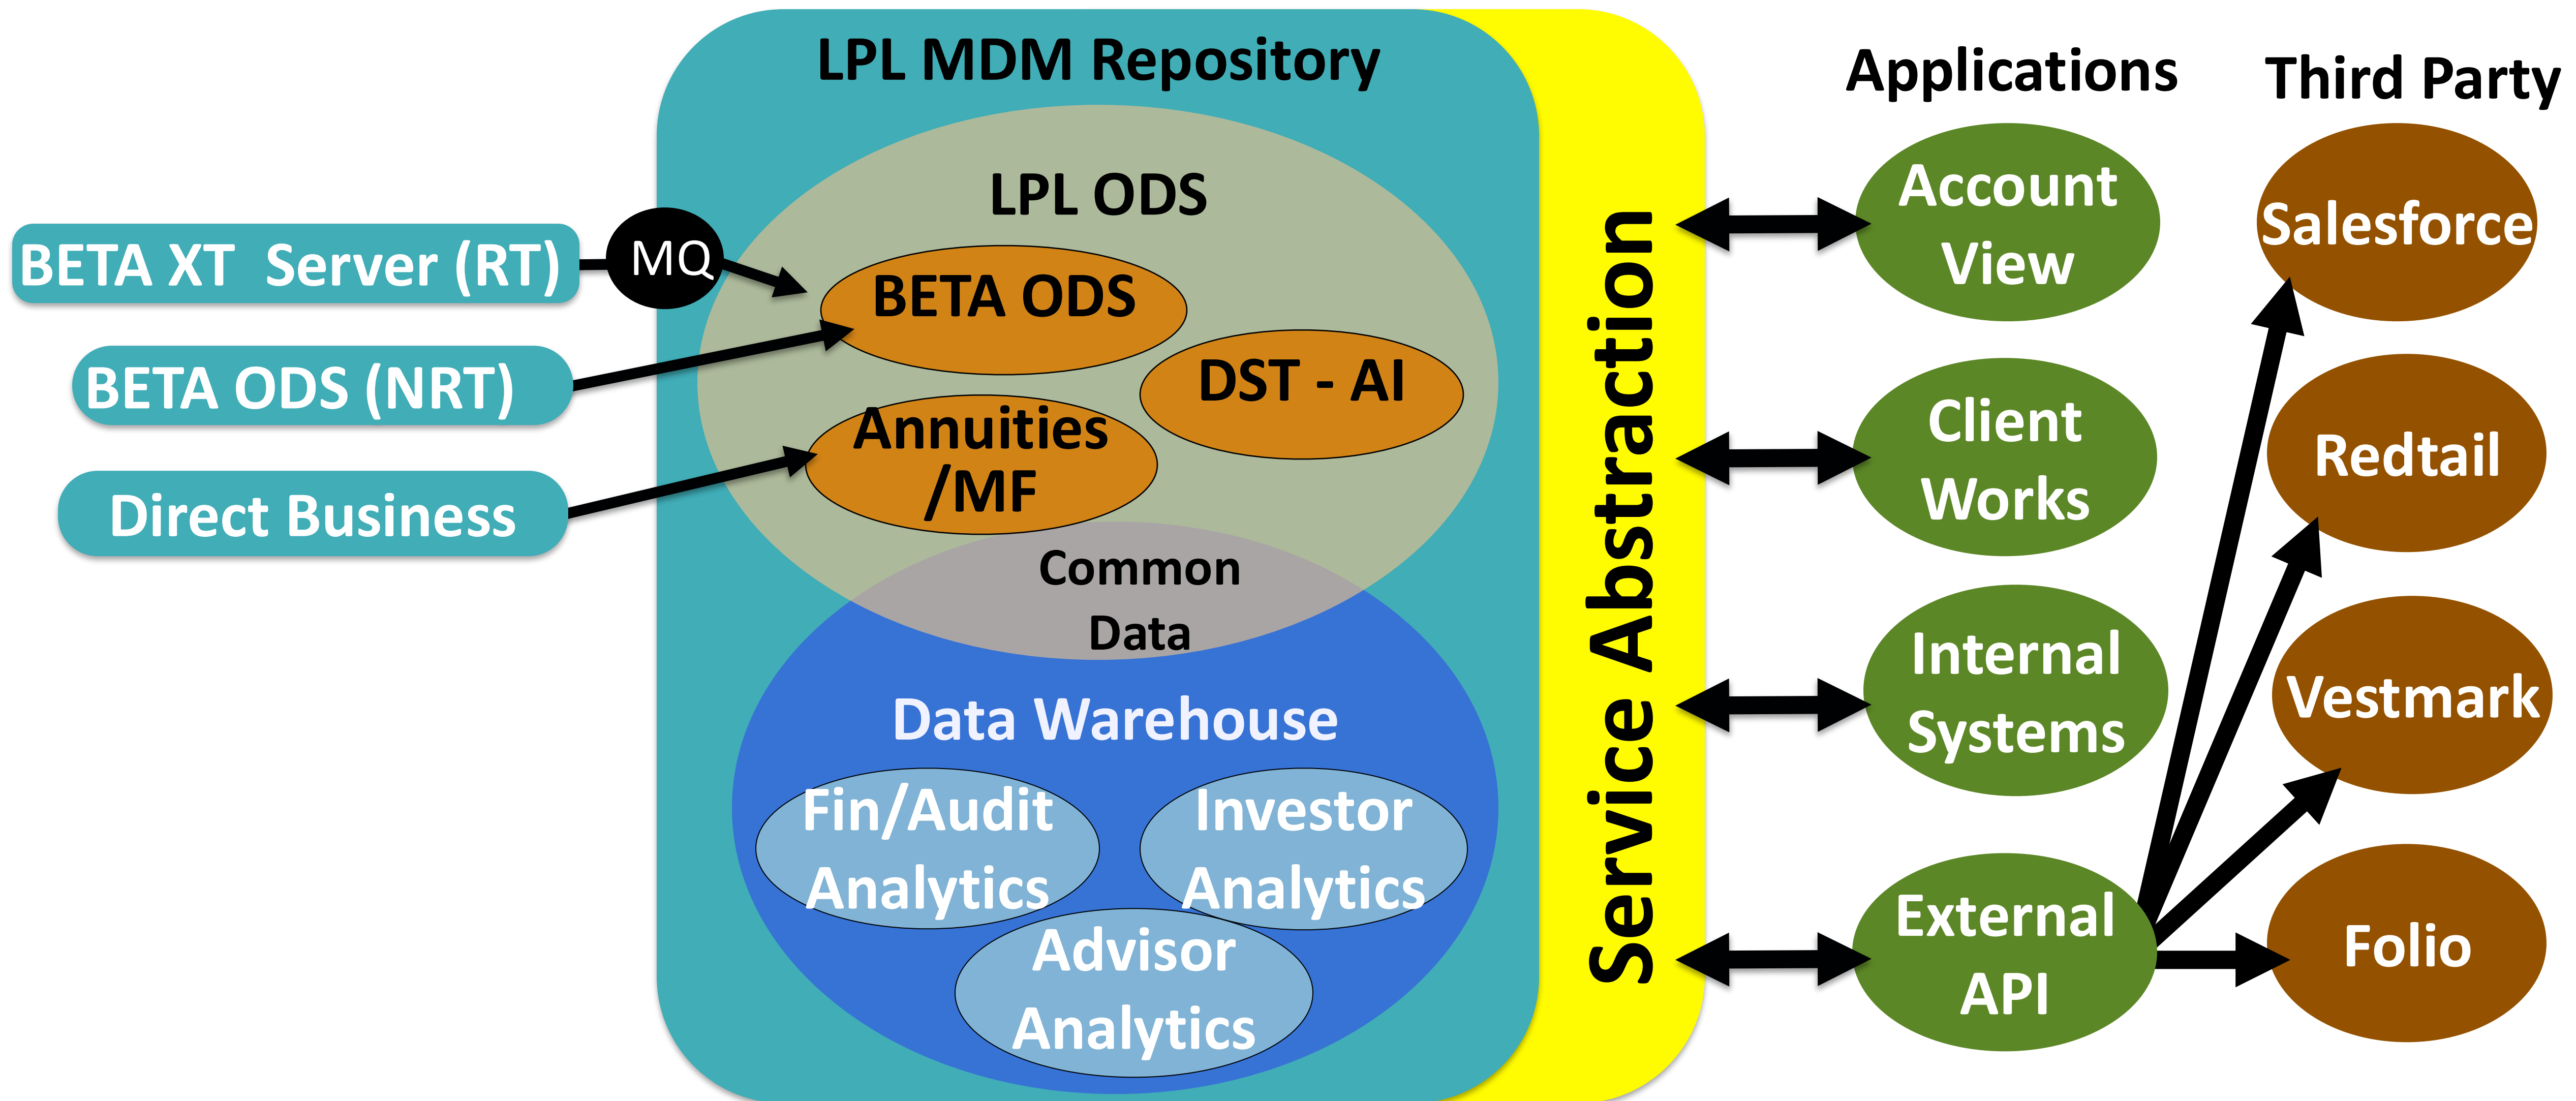 LPL MDM Repository
Applications
Third Party
BETA XT  Server (RT)
MQ
BETA ODS (NRT)
Direct Business
LPL ODS
BETA ODS
DST - AI
Annuities
/MF
Common
Data
Data Warehouse
Fin/Audit
Analytics
Investor
Analytics
Advisor
Analytics
Service Abstraction
Account
View
Client
Works
Internal
Systems
External
API
Salesforce
Redtail
Vestmark
Folio